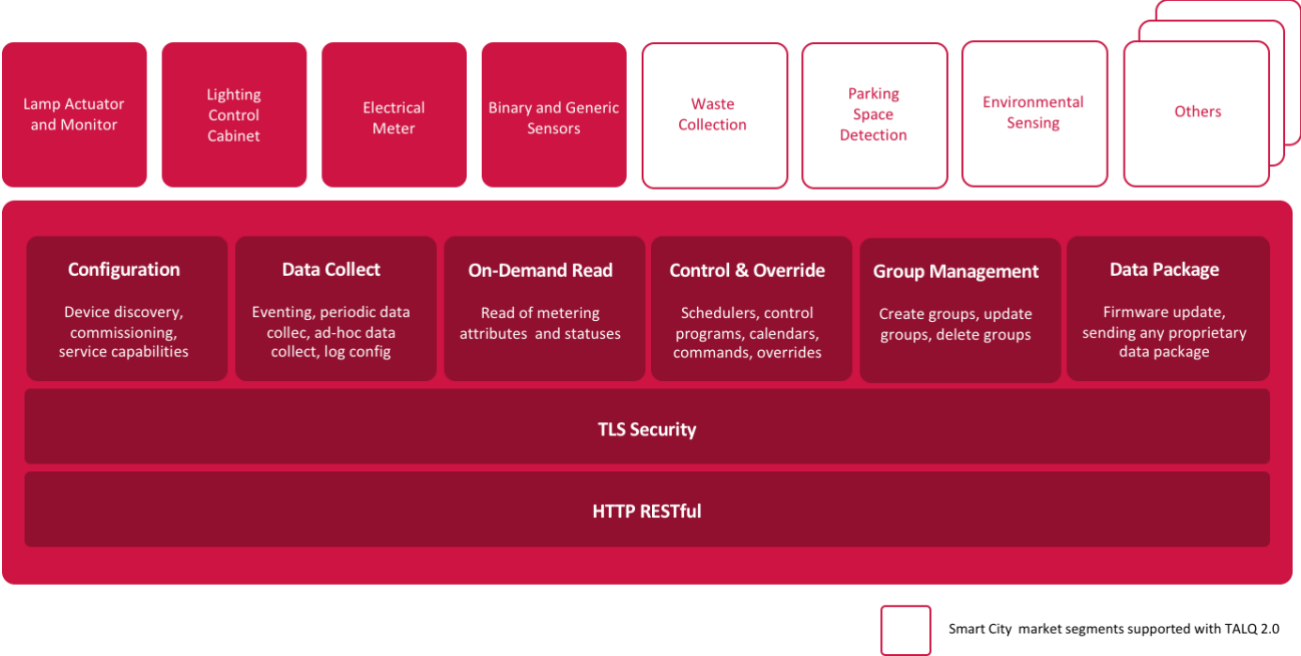 Lamp Actuator
and Monitor
Lighting
Control
Cabinet
Electrical
Meter
Binary and Generic
Sensors
Waste
Collection
Parking
Space
Detection
Environmental
Sensing
Others
Configuration
Device discovery,
commissioning,
service capabilities
Data Collect
Eventing, periodic data
collec, ad-hoc data
collect, log config
On-Demand Read
Read of metering
attributes and statuses
Control & Override
Schedulers, control
programs, calendars,
commands, overrides
Group Management
Create groups, update
groups, delete groups
Data Package
Firmware update,
sending any proprietary
data package
TLS Security
HTTP RESTful
Smart City market segments supported with TALQ 2.0